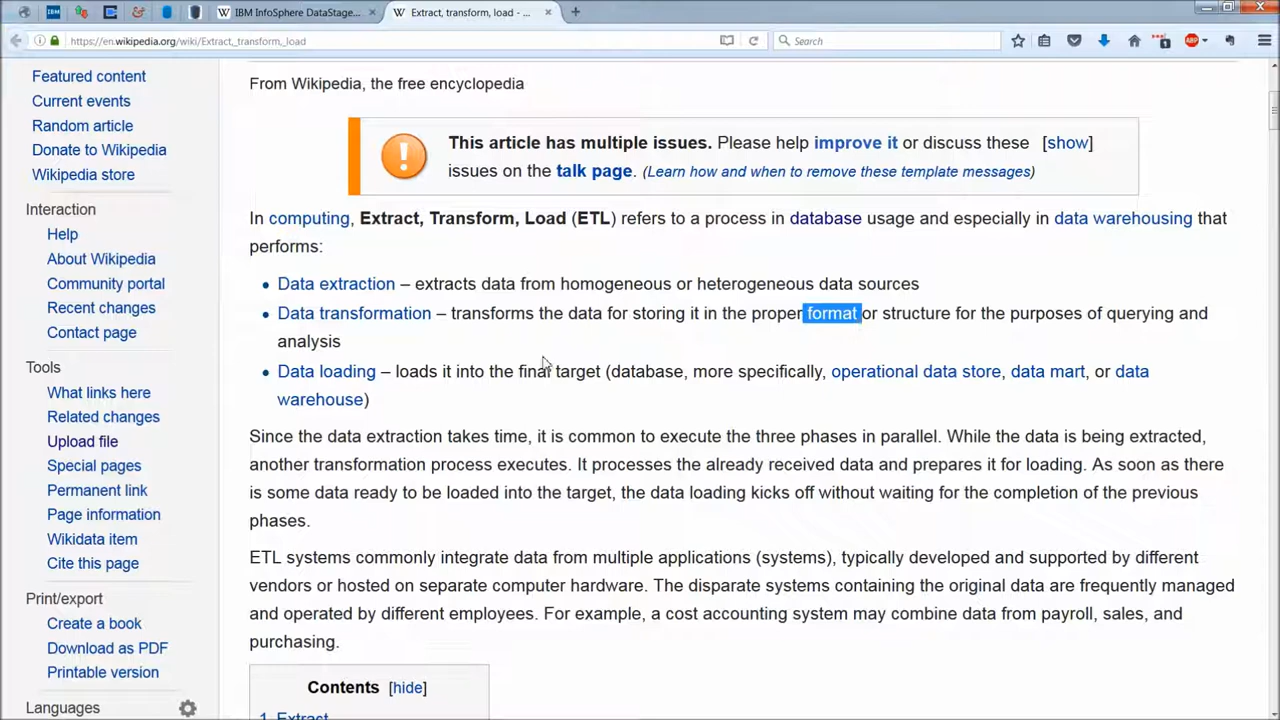 IBM InfoSphere DataStage...
Extract, transform, load - ...
https://en.wikipedia.org/wiki/Extract,_transform_load
Search
Featured content
Current events
Random article
Donate to Wikipedia
Wikipedia store
Interaction
Help
About Wikipedia
Community portal
Recent changes
Contact page
Tools
What links here
Related changes
Upload file
Special pages
Permanent link
Page information
Wikidata item
Cite this page
Print/export
Create a book
Download as PDF
Printable version
Languages
From Wikipedia, the free encyclopedia
This article has multiple issues. Please help improve it or discuss these [show]
issues on the talk page. (Learn how and when to remove these template messages)
In computing, Extract, Transform, Load (ETL) refers to a process in database usage and especially in data warehousing that
performs:
• Data extraction – extracts data from homogeneous or heterogeneous data sources
• Data transformation – transforms the data for storing it in the proper format or structure for the purposes of querying and
analysis
• Data loading – loads it into the final target (database, more specifically, operational data store, data mart, or data
warehouse)
Since the data extraction takes time, it is common to execute the three phases in parallel. While the data is being extracted,
another transformation process executes. It processes the already received data and prepares it for loading. As soon as there
is some data ready to be loaded into the target, the data loading kicks off without waiting for the completion of the previous
phases.
ETL systems commonly integrate data from multiple applications (systems), typically developed and supported by different
vendors or hosted on separate computer hardware. The disparate systems containing the original data are frequently managed
and operated by different employees. For example, a cost accounting system may combine data from payroll, sales, and
purchasing.
Contents [hide]
1 Extract